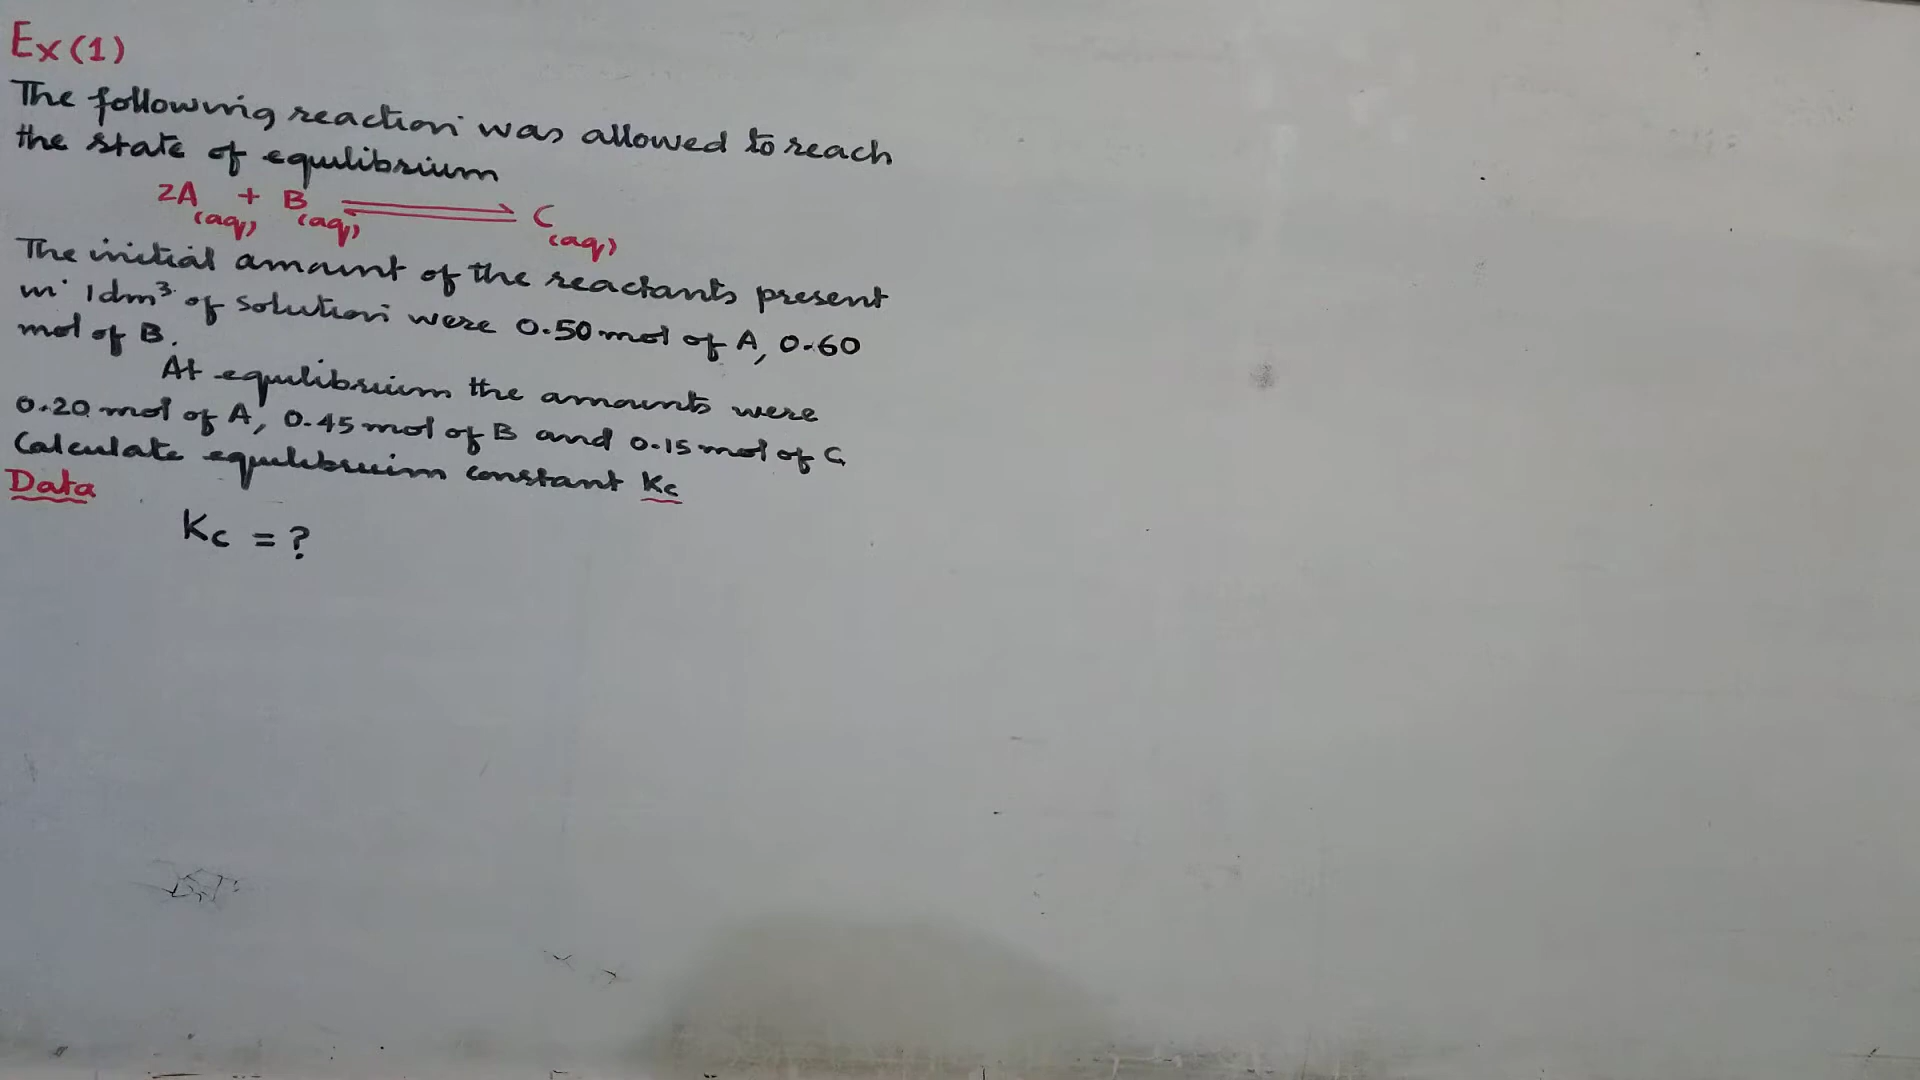 Ex (1)
The following reaction was allowed to reach
the state of equilibrium
2A(aq) + B(aq) ⇌ C(aq)
The initial amount of the reactants present
in 1dm³ of solution were 0.50 mol of A, 0.60
mol of B.
At equilibrium the amounts were
0.20 mol of A, 0.45 mol of B and 0.15 mol of C
Calculate equilibrium constant Kc
Data
Kc = ?